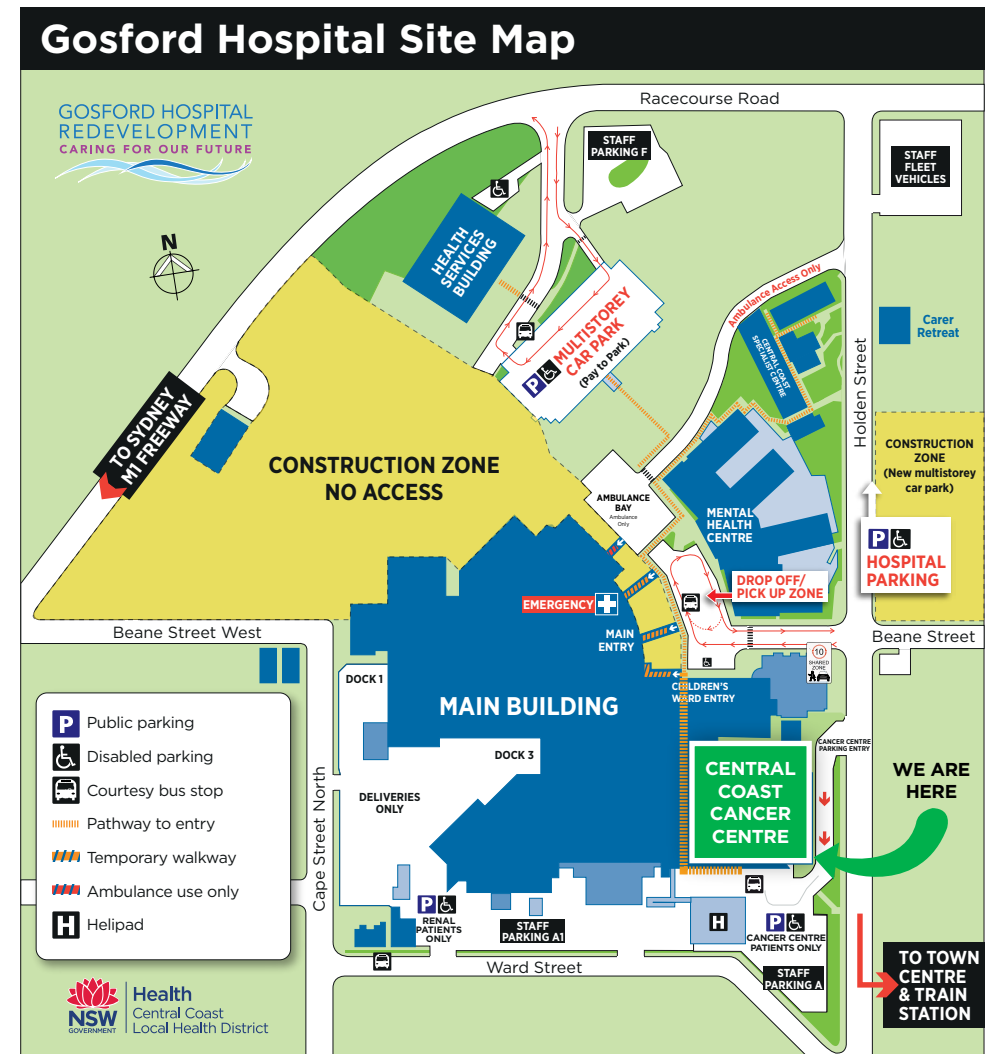 Gosford Hospital Site Map
GOSFORD HOSPITAL
REDEVELOPMENT
CARING FOR OUR FUTURE
Racecourse Road
STAFF
PARKING F
STAFF
FLEET
VEHICLES
N
HEALTH
SERVICES
BUILDING
Ambulance Access Only
MULTISTOREY
CAR PARK
(Pay to Park)
P
CENTRAL COAST
SPECIALIST CENTRE
Carer
Retreat
Holden Street
TO SYDNEY
M1 FREEWAY
CONSTRUCTION ZONE
NO ACCESS
CONSTRUCTION
ZONE
(New multistorey
car park)
AMBULANCE
BAY
Ambulance
Only
MENTAL
HEALTH
CENTRE
P
HOSPITAL
PARKING
DROP OFF/
PICK UP ZONE
EMERGENCY
MAIN
ENTRY
Beane Street West
Beane Street
10
SHARED
ZONE
DOCK 1
CHILDREN'S
WARD ENTRY
MAIN BUILDING
DOCK 3
CANCER CENTRE
PARKING ENTRY
CENTRAL
COAST
CANCER
CENTRE
WE ARE
HERE
DELIVERIES
ONLY
Cape Street North
P Public parking
Disabled parking
Courtesy bus stop
Pathway to entry
Temporary walkway
Ambulance use only
H Helipad
P
RENAL
PATIENTS
ONLY
STAFF
PARKING A1
H
P
CANCER CENTRE
PATIENTS ONLY
STAFF
PARKING A
Ward Street
TO TOWN
CENTRE
& TRAIN
STATION
NSW
GOVERNMENT
Health
Central Coast
Local Health District